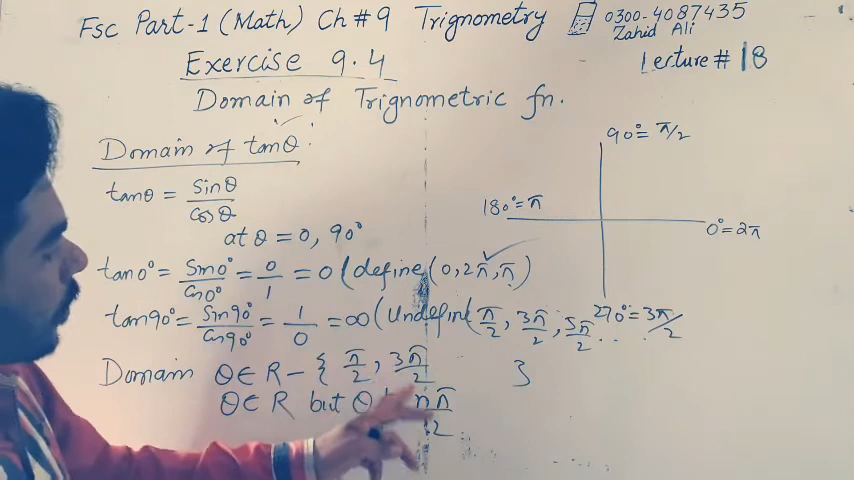 Fsc Part-1 (Math) Ch # 9 Trignometry 0300-4087435
Zahid Ali
Exercise 9.4 Lecture # 18
Domain of Trignometric fn.
Domain of tanθ :
90° = π/2
tanθ = Sinθ / Cosθ
180° = π
0° = 2π
at θ = 0, 90°
tan0° = Sin0° / Cos0° = 0/1 = 0 (define (0, 2π, π)
tan90° = Sin90° / Cos90° = 1/0 = ∞ (Undefine (π/2, 3π/2, 5π/2 ...
270° = 3π/2
Domain θ ∈ R - { π/2, 3π/2 }
θ ∈ R but θ nπ/2